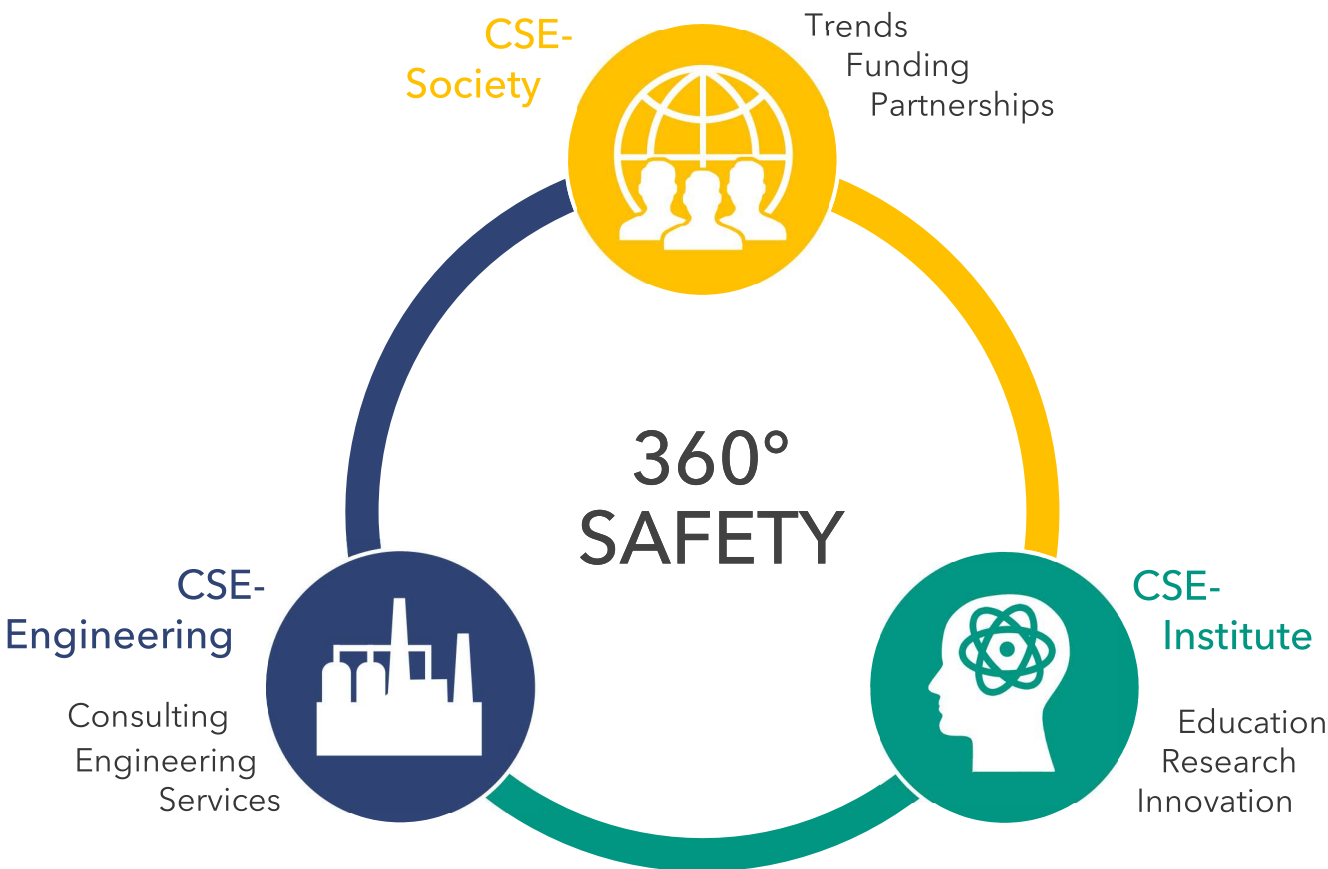 CSE-
Society
Trends
Funding
Partnerships
360°
SAFETY
CSE-
Engineering
Consulting
Engineering
Services
CSE-
Institute
Education
Research
Innovation